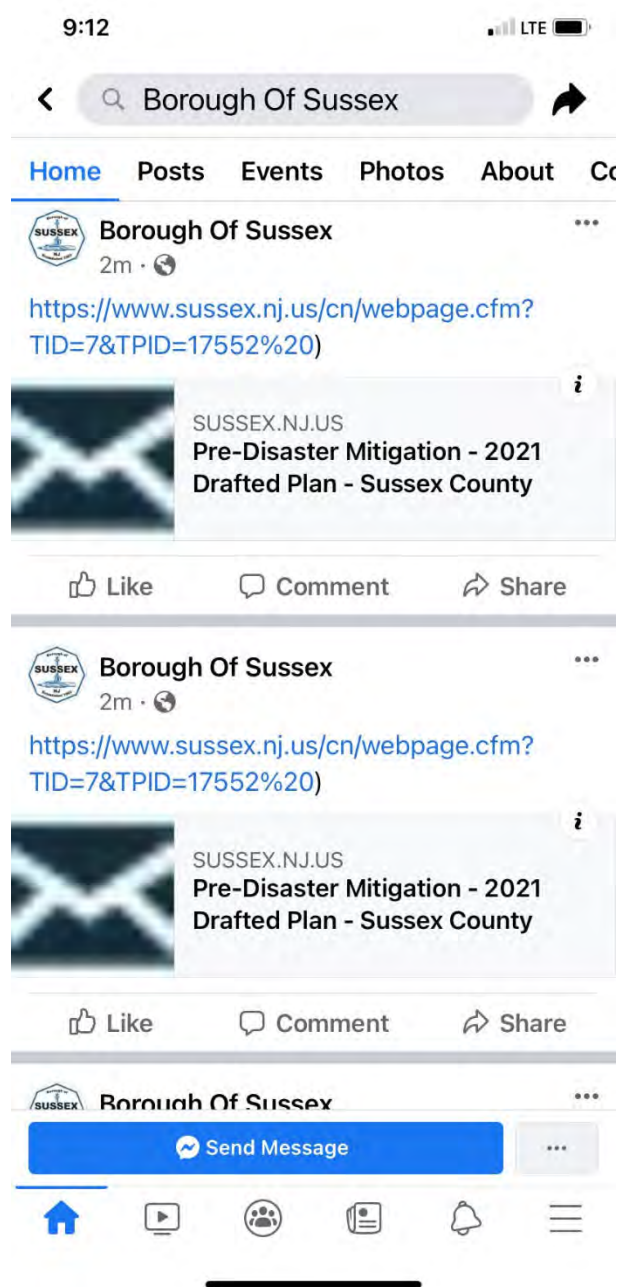 9:12
LTE
Borough Of Sussex
Home Posts Events Photos About Co
SUSSEX
Borough Of Sussex
2m ·
https://www.sussex.nj.us/cn/webpage.cfm?
TID=7&TPID=17552%20)
i
SUSSEX.NJ.US
Pre-Disaster Mitigation - 2021
Drafted Plan - Sussex County
Like Comment Share
SUSSEX
Borough Of Sussex
2m ·
https://www.sussex.nj.us/cn/webpage.cfm?
TID=7&TPID=17552%20)
i
SUSSEX.NJ.US
Pre-Disaster Mitigation - 2021
Drafted Plan - Sussex County
Like Comment Share
SUSSEX
Borough Of Sussex
Send Message